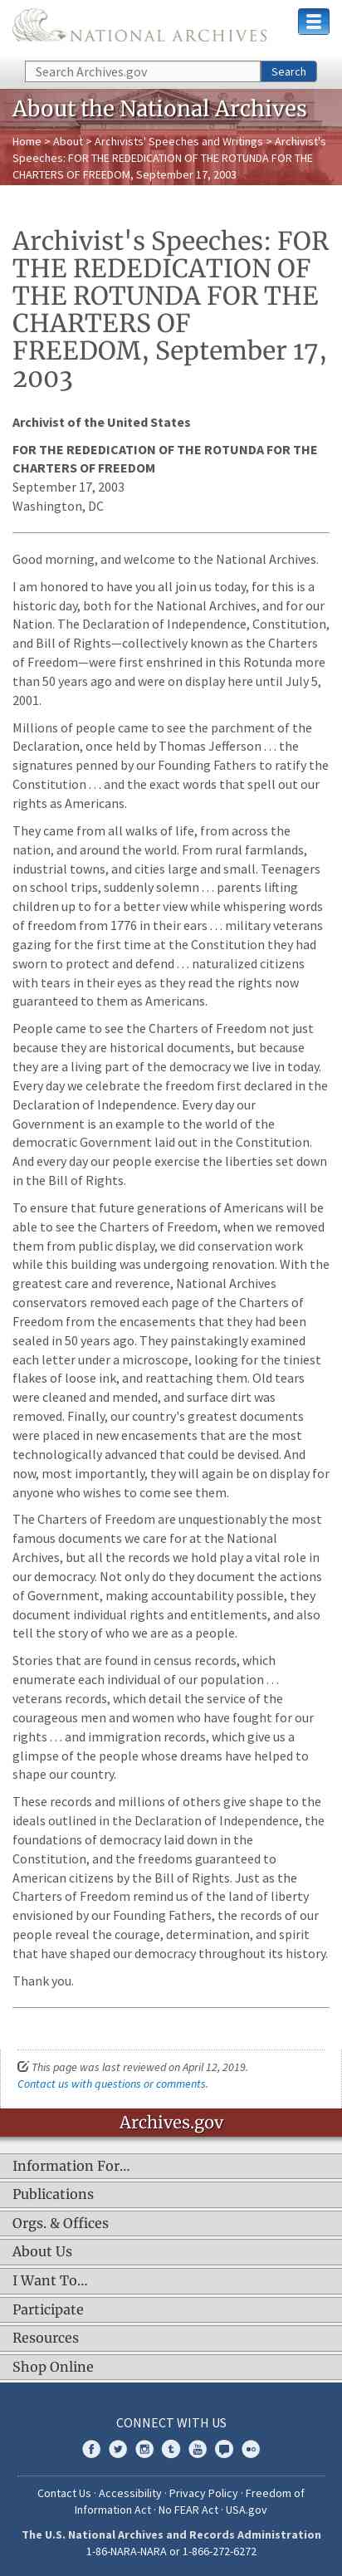 NATIONAL ARCHIVES
Search Archives.gov
Search
About the National Archives
Home > About > Archivists' Speeches and Writings > Archivist's
Speeches: FOR THE REDEDICATION OF THE ROTUNDA FOR THE
CHARTERS OF FREEDOM, September 17, 2003
Archivist's Speeches: FOR
THE REDEDICATION OF
THE ROTUNDA FOR THE
CHARTERS OF
FREEDOM, September 17,
2003
Archivist of the United States
FOR THE REDEDICATION OF THE ROTUNDA FOR THE
CHARTERS OF FREEDOM
September 17, 2003
Washington, DC
Good morning, and welcome to the National Archives.
I am honored to have you all join us today, for this is a
historic day, both for the National Archives, and for our
Nation. The Declaration of Independence, Constitution,
and Bill of Rights—collectively known as the Charters
of Freedom—were first enshrined in this Rotunda more
than 50 years ago and were on display here until July 5,
2001.
Millions of people came to see the parchment of the
Declaration, once held by Thomas Jefferson . . . the
signatures penned by our Founding Fathers to ratify the
Constitution . . . and the exact words that spell out our
rights as Americans.
They came from all walks of life, from across the
nation, and around the world. From rural farmlands,
industrial towns, and cities large and small. Teenagers
on school trips, suddenly solemn . . . parents lifting
children up to for a better view while whispering words
of freedom from 1776 in their ears . . . military veterans
gazing for the first time at the Constitution they had
sworn to protect and defend . . . naturalized citizens
with tears in their eyes as they read the rights now
guaranteed to them as Americans.
People came to see the Charters of Freedom not just
because they are historical documents, but because
they are a living part of the democracy we live in today.
Every day we celebrate the freedom first declared in the
Declaration of Independence. Every day our
Government is an example to the world of the
democratic Government laid out in the Constitution.
And every day our people exercise the liberties set down
in the Bill of Rights.
To ensure that future generations of Americans will be
able to see the Charters of Freedom, when we removed
them from public display, we did conservation work
while this building was undergoing renovation. With the
greatest care and reverence, National Archives
conservators removed each page of the Charters of
Freedom from the encasements that they had been
sealed in 50 years ago. They painstakingly examined
each letter under a microscope, looking for the tiniest
flakes of loose ink, and reattaching them. Old tears
were cleaned and mended, and surface dirt was
removed. Finally, our country's greatest documents
were placed in new encasements that are the most
technologically advanced that could be devised. And
now, most importantly, they will again be on display for
anyone who wishes to come see them.
The Charters of Freedom are unquestionably the most
famous documents we care for at the National
Archives, but all the records we hold play a vital role in
our democracy. Not only do they document the actions
of Government, making accountability possible, they
document individual rights and entitlements, and also
tell the story of who we are as a people.
Stories that are found in census records, which
enumerate each individual of our population . . .
veterans records, which detail the service of the
courageous men and women who have fought for our
rights . . . and immigration records, which give us a
glimpse of the people whose dreams have helped to
shape our country.
These records and millions of others give shape to the
ideals outlined in the Declaration of Independence, the
foundations of democracy laid down in the
Constitution, and the freedoms guaranteed to
American citizens by the Bill of Rights. Just as the
Charters of Freedom remind us of the land of liberty
envisioned by our Founding Fathers, the records of our
people reveal the courage, determination, and spirit
that have shaped our democracy throughout its history.
Thank you.
This page was last reviewed on April 12, 2019.
Contact us with questions or comments.
Archives.gov
Information For…
Publications
Orgs. & Offices
About Us
I Want To…
Participate
Resources
Shop Online
CONNECT WITH US
Contact Us · Accessibility · Privacy Policy · Freedom of
Information Act · No FEAR Act · USA.gov
The U.S. National Archives and Records Administration
1-86-NARA-NARA or 1-866-272-6272